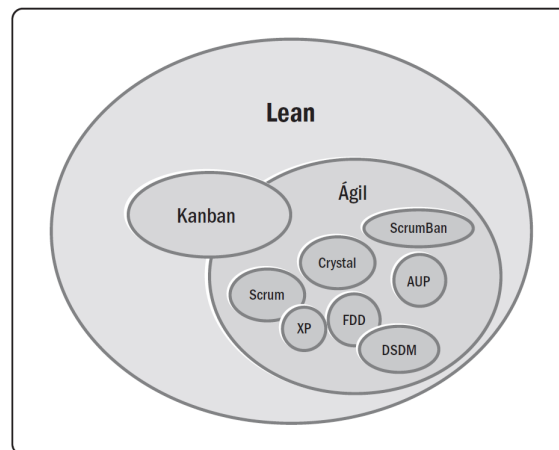 Lean
Kanban
Ágil
ScrumBan
Crystal
AUP
Scrum
XP
FDD
DSDM